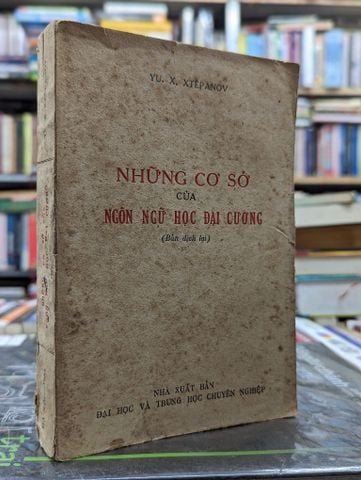 YU. X. XTÊPANOV
NHỮNG CƠ SỞ
CỦA
NGÔN NGỮ HỌC ĐẠI CƯƠNG
(Bản dịch lại)
NHÀ XUẤT BẢN
ĐẠI HỌC VÀ TRUNG HỌC CHUYÊN NGHIỆP